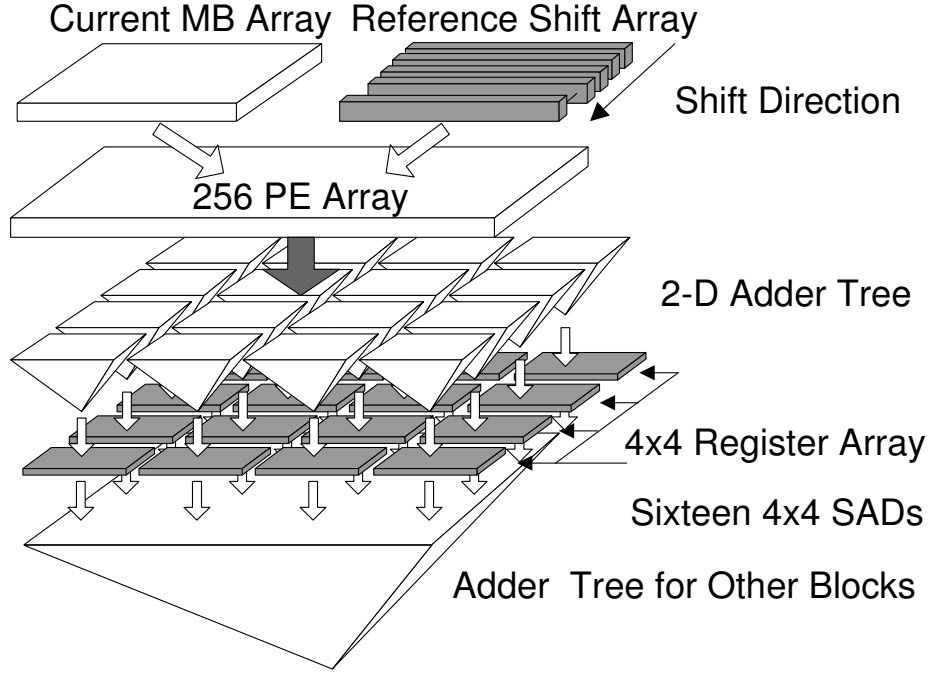 Current MB Array
Reference Shift Array
Shift Direction
256 PE Array
2-D Adder Tree
4x4 Register Array
Sixteen 4x4 SADs
Adder Tree for Other Blocks